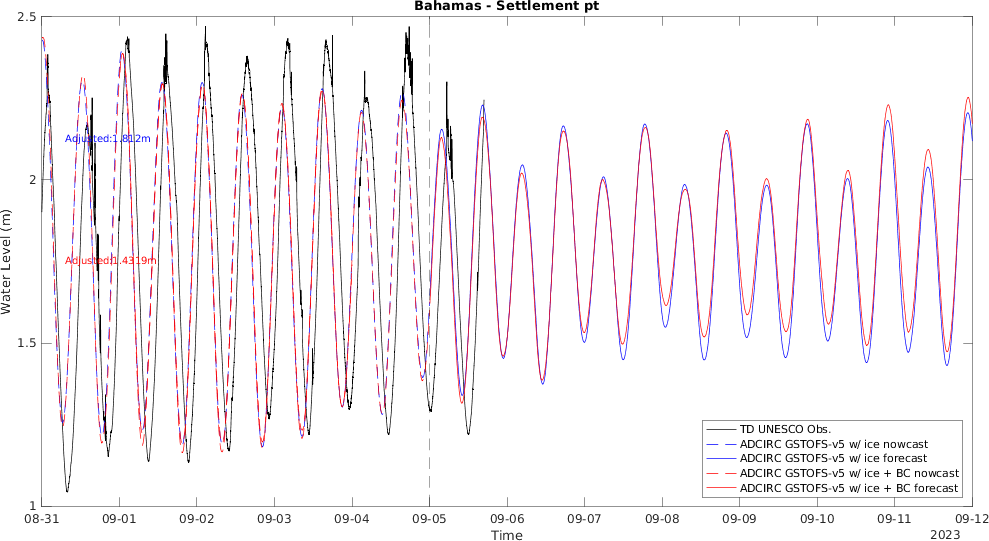 Bahamas - Settlement pt
2.5
2
1.5
1
Water Level (m)
Adjusted:1.812m
Adjusted:1.4319m
TD UNESCO Obs.
ADCIRC GSTOFS-v5 w/ ice nowcast
ADCIRC GSTOFS-v5 w/ ice forecast
ADCIRC GSTOFS-v5 w/ ice + BC nowcast
ADCIRC GSTOFS-v5 w/ ice + BC forecast
08-31 09-01 09-02 09-03 09-04 09-05 09-06 09-07 09-08 09-09 09-10 09-11 09-12
Time
2023